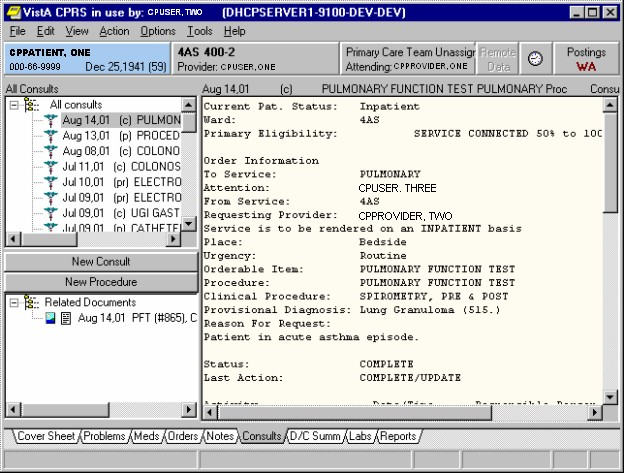 VistA CPRS in use by: CPUSER, TWO (DHCPSERVER1-9100-DEV-DEV)
File Edit View Action Options Tools Help
CPPATIENT, ONE
000-66-9999 Dec 25,1941 (59)
4AS 400-2
Provider: CPUSER,ONE
Primary Care Team Unassign
Attending: CPPROVIDER,ONE
Remote
Data
Postings
WA
All Consults
Aug 14,01 (c) PULMONARY FUNCTION TEST PULMONARY Proc Consu
All consults
Aug 14,01 (c) PULMON
Aug 13,01 (p) PROCED
Aug 08,01 (c) COLONO
Jul 11,01 (c) COLONOS
Jul 10,01 (pr) ELECTRO
Jul 09,01 (pr) ELECTRO
Jul 09,01 (c) UGI GAST
Jul 09,01 (p) CATHETE
New Consult
New Procedure
Related Documents
Aug 14,01 PFT (#865), C
Current Pat. Status: Inpatient
Ward: 4AS
Primary Eligibility: SERVICE CONNECTED 50% to 100
Order Information
To Service: PULMONARY
Attention: CPUSER. THREE
From Service: 4AS
Requesting Provider: CPPROVIDER, TWO
Service is to be rendered on an INPATIENT basis
Place: Bedside
Urgency: Routine
Orderable Item: PULMONARY FUNCTION TEST
Procedure: PULMONARY FUNCTION TEST
Clinical Procedure: SPIROMETRY, PRE & POST
Provisional Diagnosis: Lung Granuloma (515.)
Reason For Request:
Patient in acute asthma episode.
Status: COMPLETE
Last Action: COMPLETE/UPDATE
Activity Date/Time Responsible Person
Cover Sheet Problems Meds Orders Notes Consults D/C Summ Labs Reports